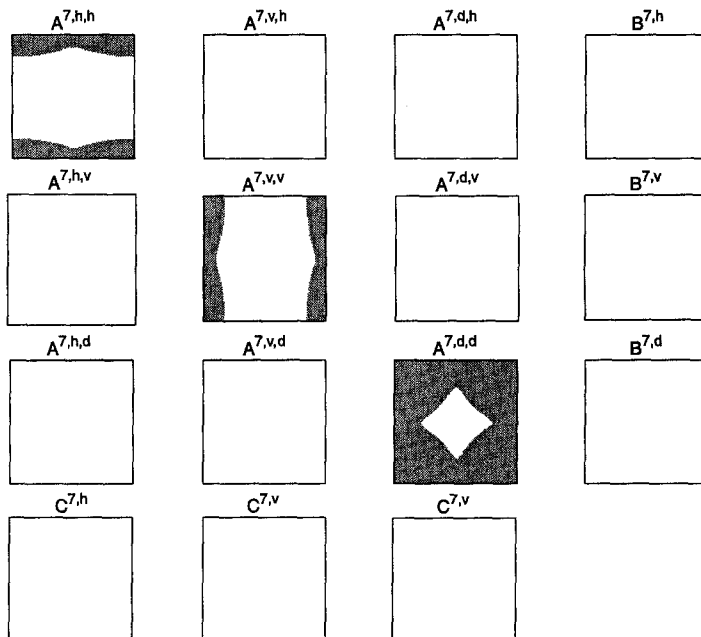 A7,h,h A7,v,h A7,d,h B7,h
A7,h,v A7,v,v A7,d,v B7,v
A7,h,d A7,v,d A7,d,d B7,d
C7,h C7,v C7,v